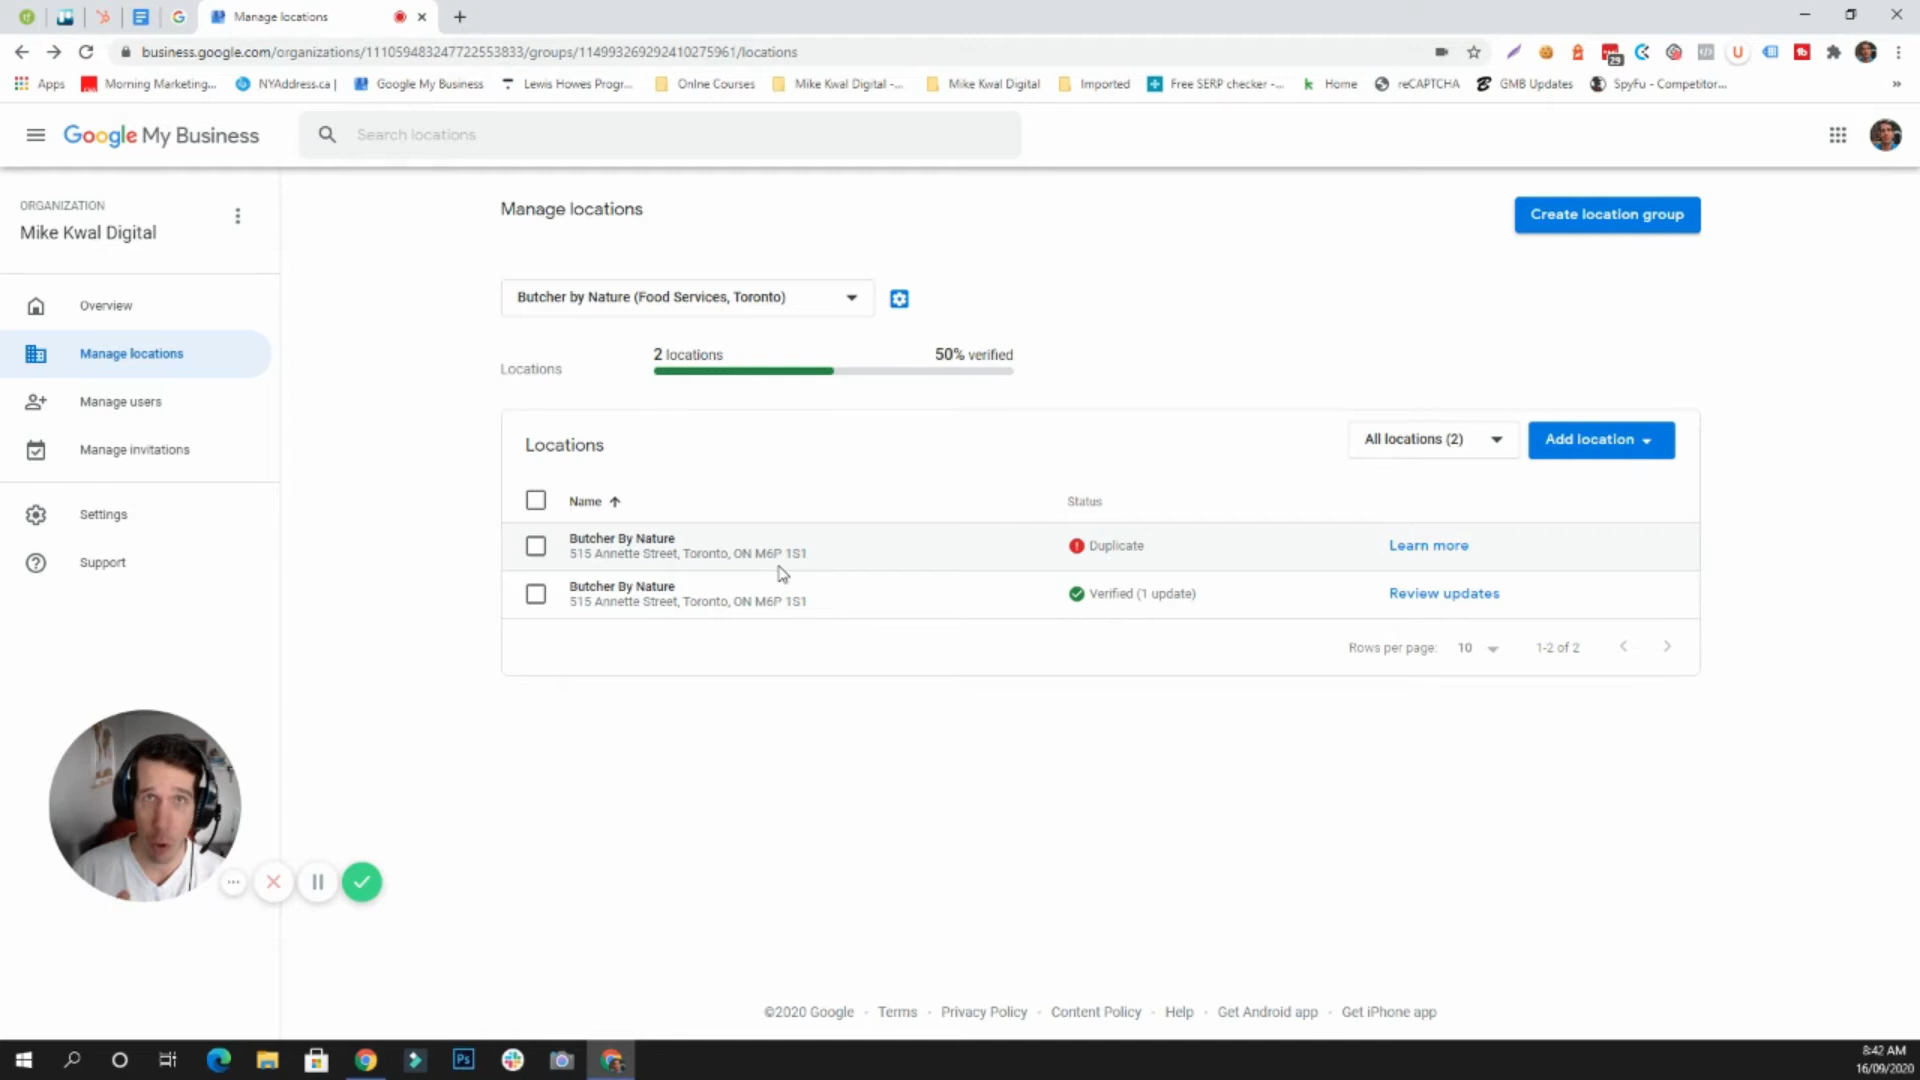 Manage locations
business.google.com/organizations/111059483247722553833/groups/114993269292410275961/locations
29
Apps
Morning Marketing...
NYAddress.ca |
Google My Business
Lewis Howes Progr...
Onlne Courses
Mike Kwal Digital -...
Mike Kwal Digital
Imported
Free SERP checker -...
Home
reCAPTCHA
GMB Updates
SpyFu - Competitor...
»
Google My Business
Search locations
ORGANIZATION
Mike Kwal Digital
Overview
Manage locations
Manage users
Manage invitations
Settings
Support
Manage locations
Create location group
Butcher by Nature (Food Services, Toronto)
Locations
2 locations
50% verified
Locations
All locations (2)
Add location
Name
Status
Butcher By Nature
515 Annette Street, Toronto, ON M6P 1S1
Duplicate
Learn more
Butcher By Nature
515 Annette Street, Toronto, ON M6P 1S1
Verified (1 update)
Review updates
Rows per page:
10
1-2 of 2
©2020 Google - Terms - Privacy Policy - Content Policy - Help - Get Android app - Get iPhone app
Ps
8:42 AM
16/09/2020